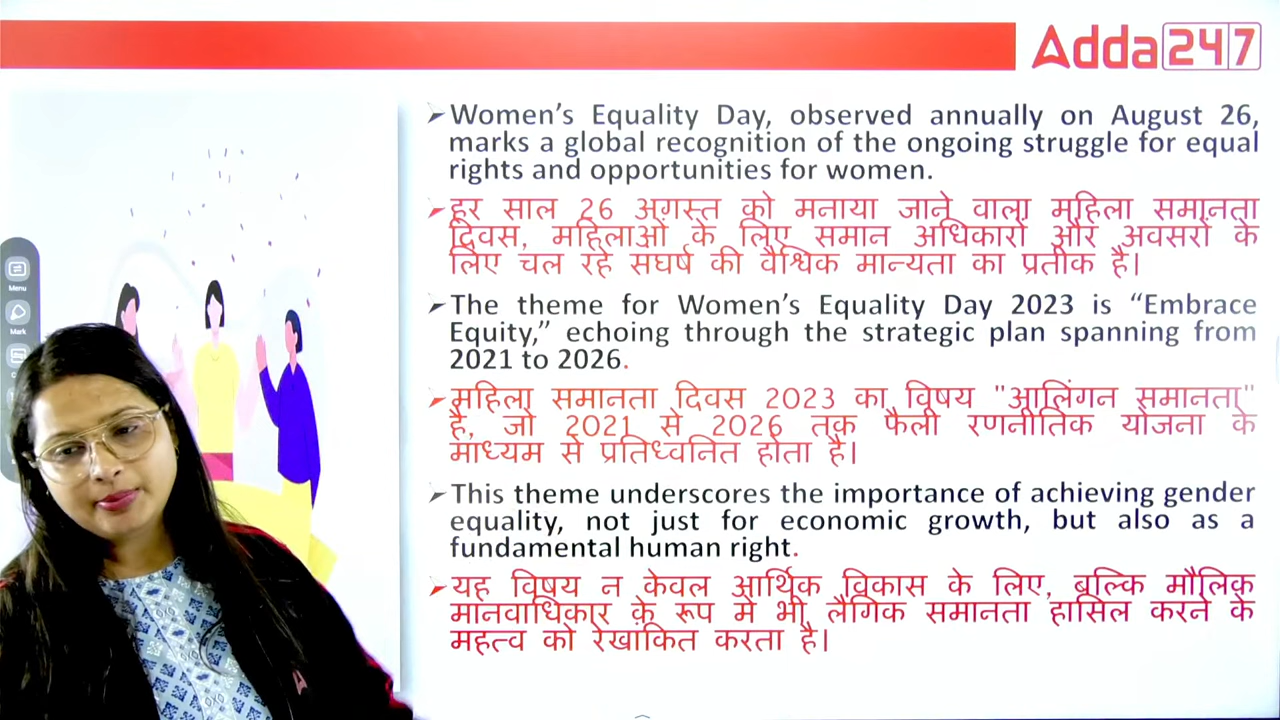 Adda247
Women’s Equality Day, observed annually on August 26,
marks a global recognition of the ongoing struggle for equal
rights and opportunities for women.
हर साल 26 अगस्त को मनाया जाने वाला महिला समानता
दिवस, महिलाओं के लिए समान अधिकारों और अवसरों के
लिए चल रहे संघर्ष की वैश्विक मान्यता का प्रतीक है।
The theme for Women’s Equality Day 2023 is “Embrace
Equity,” echoing through the strategic plan spanning from
2021 to 2026.
महिला समानता दिवस 2023 का विषय "आलिंगन समानता"
है, जो 2021 से 2026 तक फैली रणनीतिक योजना के
माध्यम से प्रतिध्वनित होता है।
This theme underscores the importance of achieving gender
equality, not just for economic growth, but also as a
fundamental human right.
यह विषय न केवल आर्थिक विकास के लिए, बल्कि मौलिक
मानवाधिकार के रूप में भी लैंगिक समानता हासिल करने के
महत्व को रेखांकित करता है।
Menu
Mark